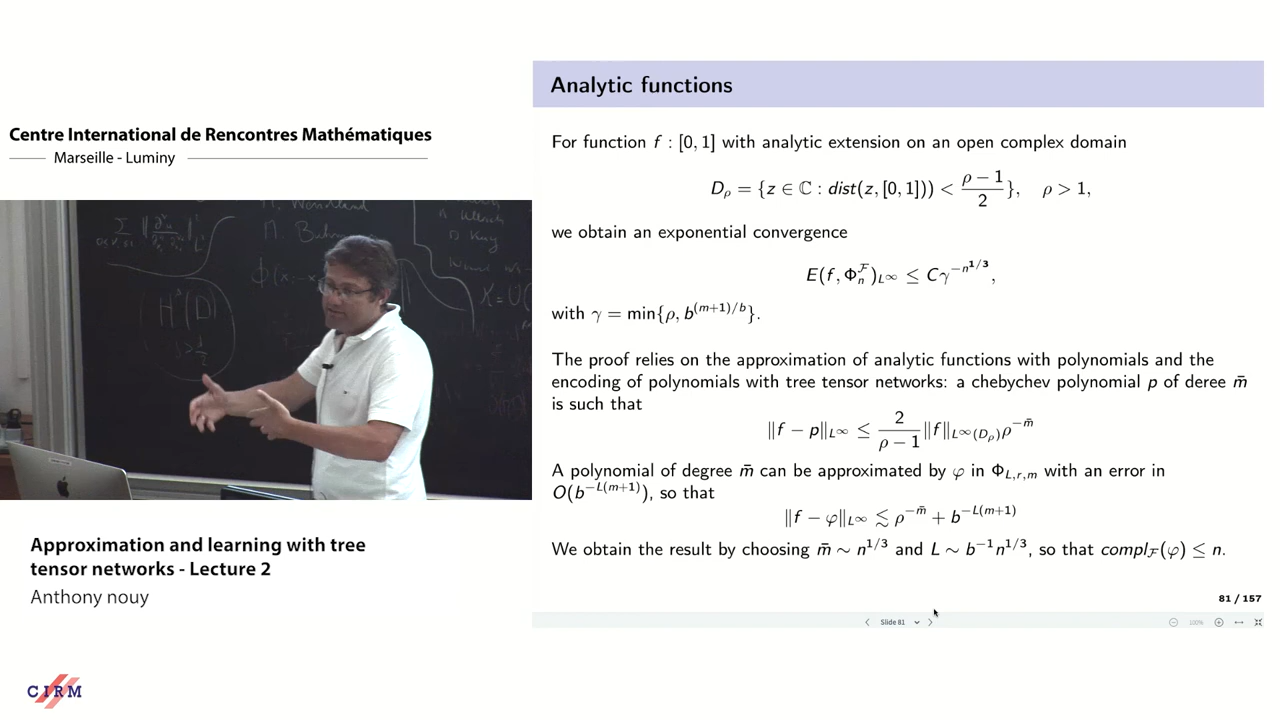 Centre International de Rencontres Mathématiques
Marseille - Luminy
Approximation and learning with tree
tensor networks - Lecture 2
Anthony nouy
CIRM
Analytic functions
For function f : [0, 1] with analytic extension on an open complex domain
D_ρ = {z ∈ ℂ : dist(z, [0, 1])) < (ρ − 1)/2},   ρ > 1,
we obtain an exponential convergence
E(f, Φ_n^ℱ)_{L^∞} ≤ Cγ^{−n^{1/3}},
with γ = min{ρ, b^{(m+1)/b}}.
The proof relies on the approximation of analytic functions with polynomials and the
encoding of polynomials with tree tensor networks: a chebychev polynomial p of deree m̄
is such that
‖f − p‖_{L^∞} ≤ 2/(ρ − 1) ‖f‖_{L^∞(D_ρ)} ρ^{−m̄}
A polynomial of degree m̄ can be approximated by φ in Φ_{L,r,m} with an error in
O(b^{−L(m+1)}), so that
‖f − φ‖_{L^∞} ≲ ρ^{−m̄} + b^{−L(m+1)}
We obtain the result by choosing m̄ ∼ n^{1/3} and L ∼ b^{−1}n^{1/3}, so that compl_ℱ(φ) ≤ n.
81 / 157
Slide 81
100%